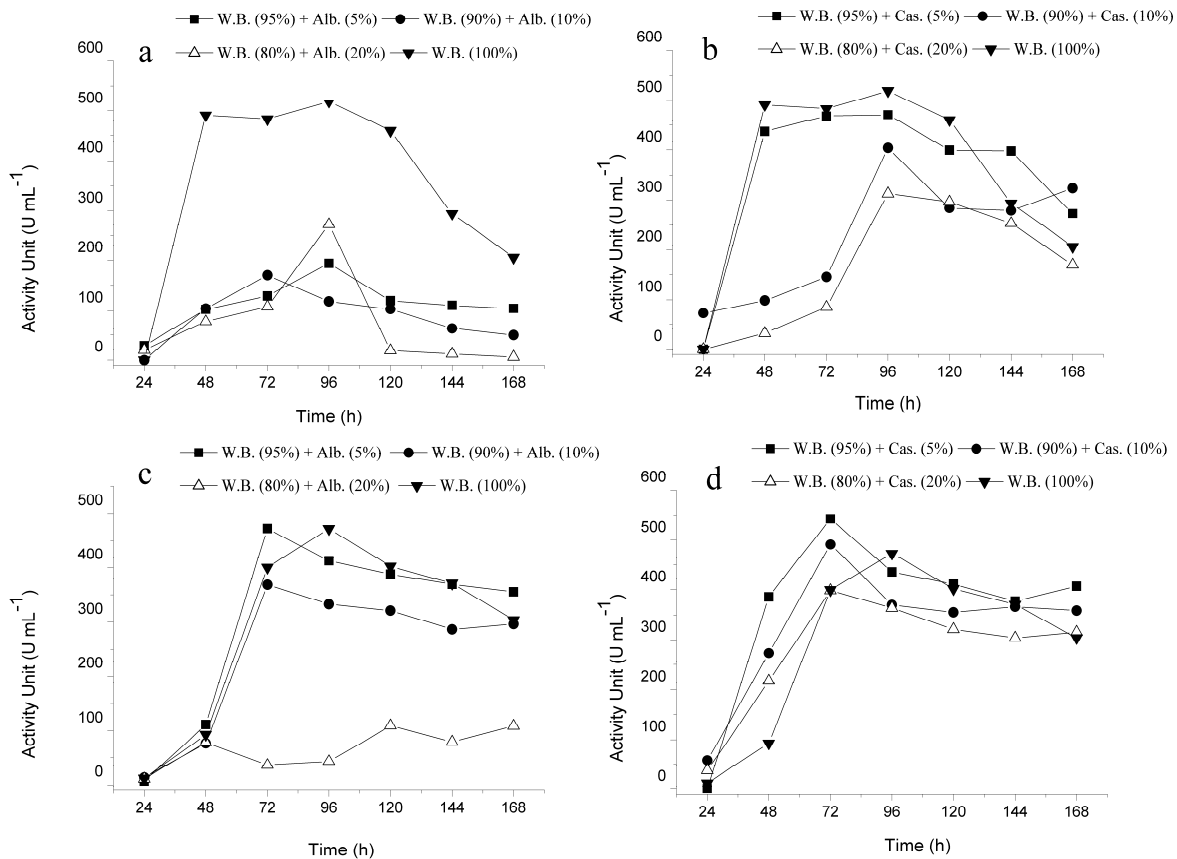 W.B. (95%) + Alb. (5%) W.B. (90%) + Alb. (10%)
W.B. (80%) + Alb. (20%) W.B. (100%)
a
600
500
400
300
200
100
0
Activity Unit (U mL⁻¹)
24 48 72 96 120 144 168
Time (h)
W.B. (95%) + Cas. (5%) W.B. (90%) + Cas. (10%)
W.B. (80%) + Cas. (20%) W.B. (100%)
b
600
500
400
300
200
100
0
Activity Unit (U mL⁻¹)
24 48 72 96 120 144 168
Time (h)
W.B. (95%) + Alb. (5%) W.B. (90%) + Alb. (10%)
W.B. (80%) + Alb. (20%) W.B. (100%)
c
500
400
300
200
100
0
Activity Unit (U mL⁻¹)
24 48 72 96 120 144 168
Time (h)
W.B. (95%) + Cas. (5%) W.B. (90%) + Cas. (10%)
W.B. (80%) + Cas. (20%) W.B. (100%)
d
600
500
400
300
200
100
0
Activity Unit (U mL⁻¹)
24 48 72 96 120 144 168
Time (h)